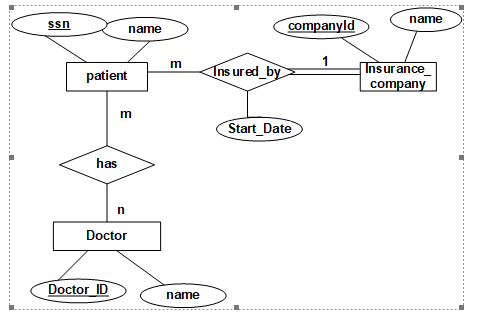 ssn
name
companyId
name
patient
m
Insured_by
1
Insurance_
company
m
Start_Date
has
n
Doctor
Doctor_ID
name